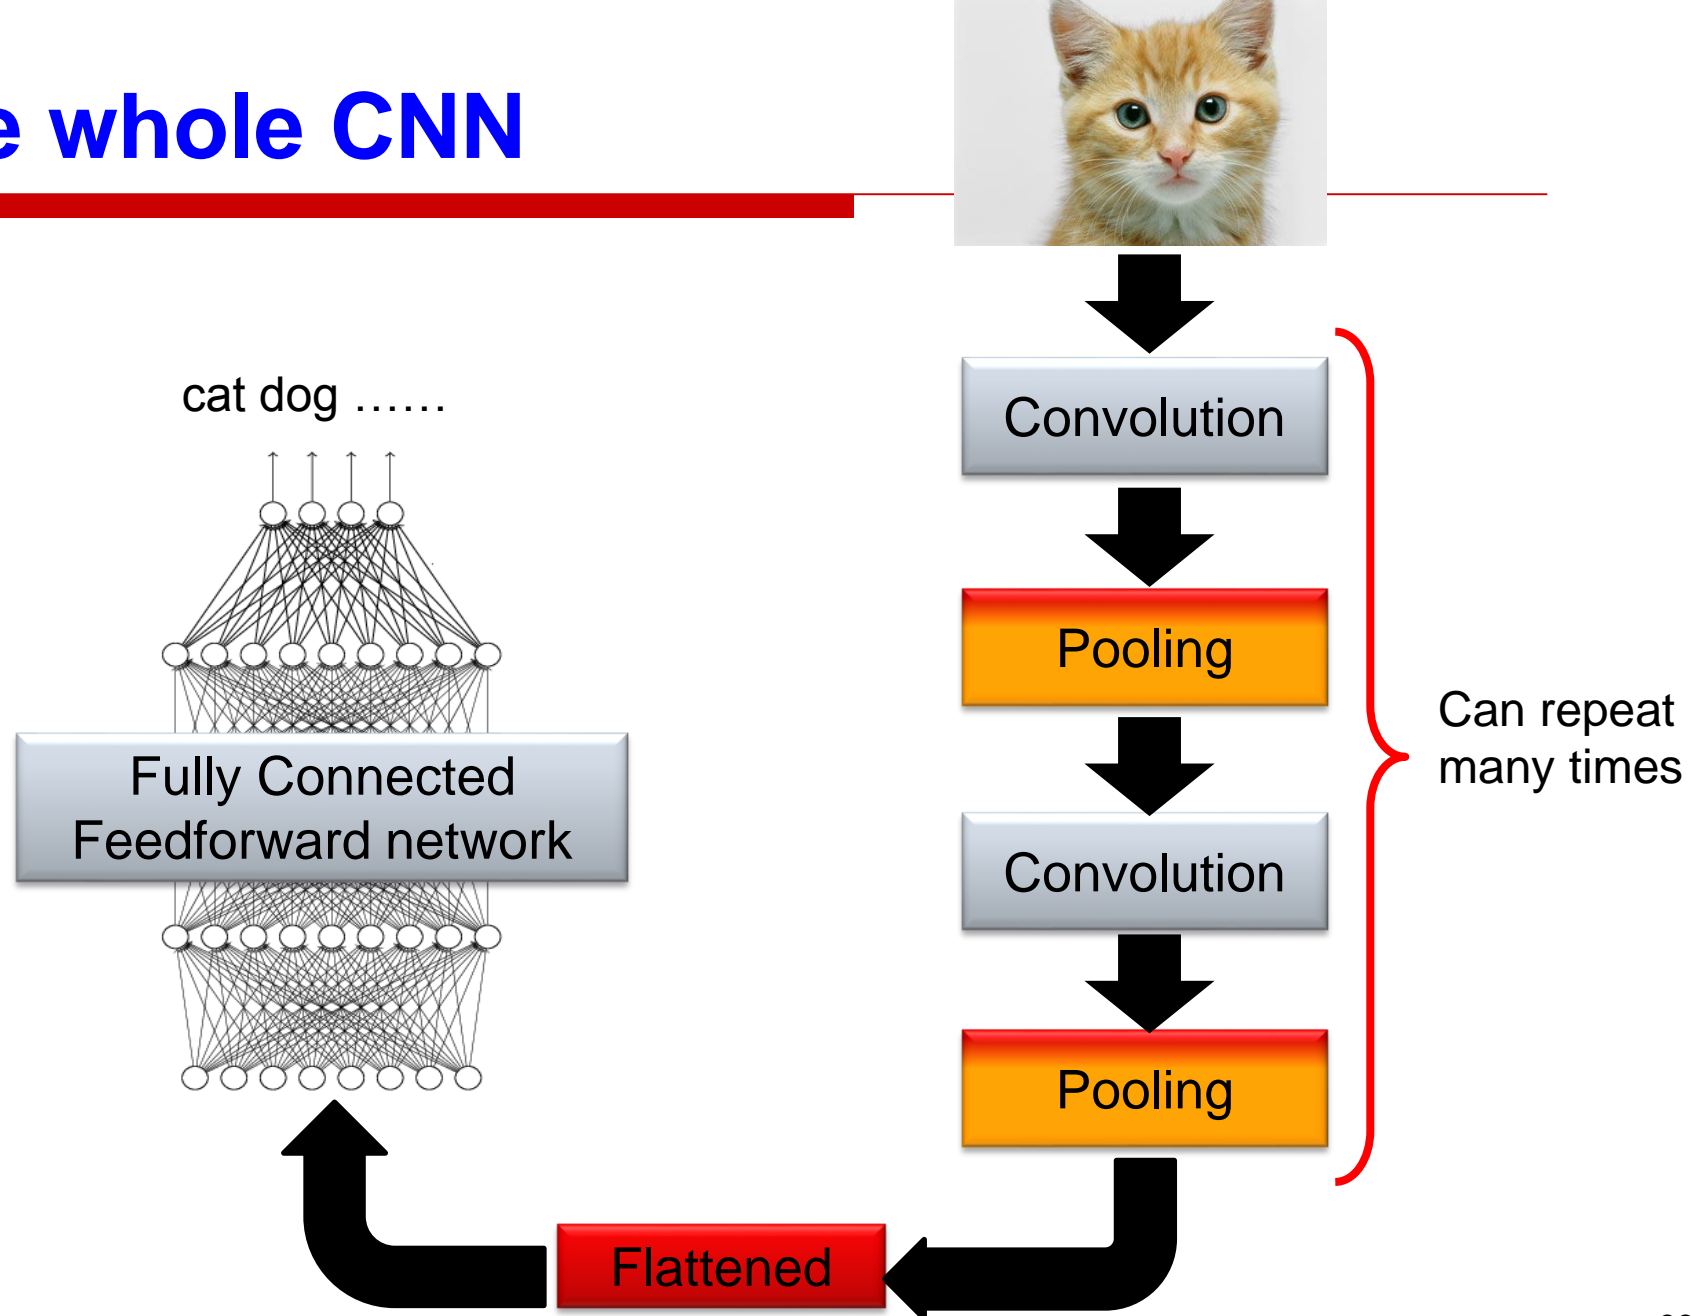 e whole CNN
cat dog ……
Convolution
Pooling
Can repeat
many times
Fully Connected
Feedforward network
Convolution
Pooling
Flattened